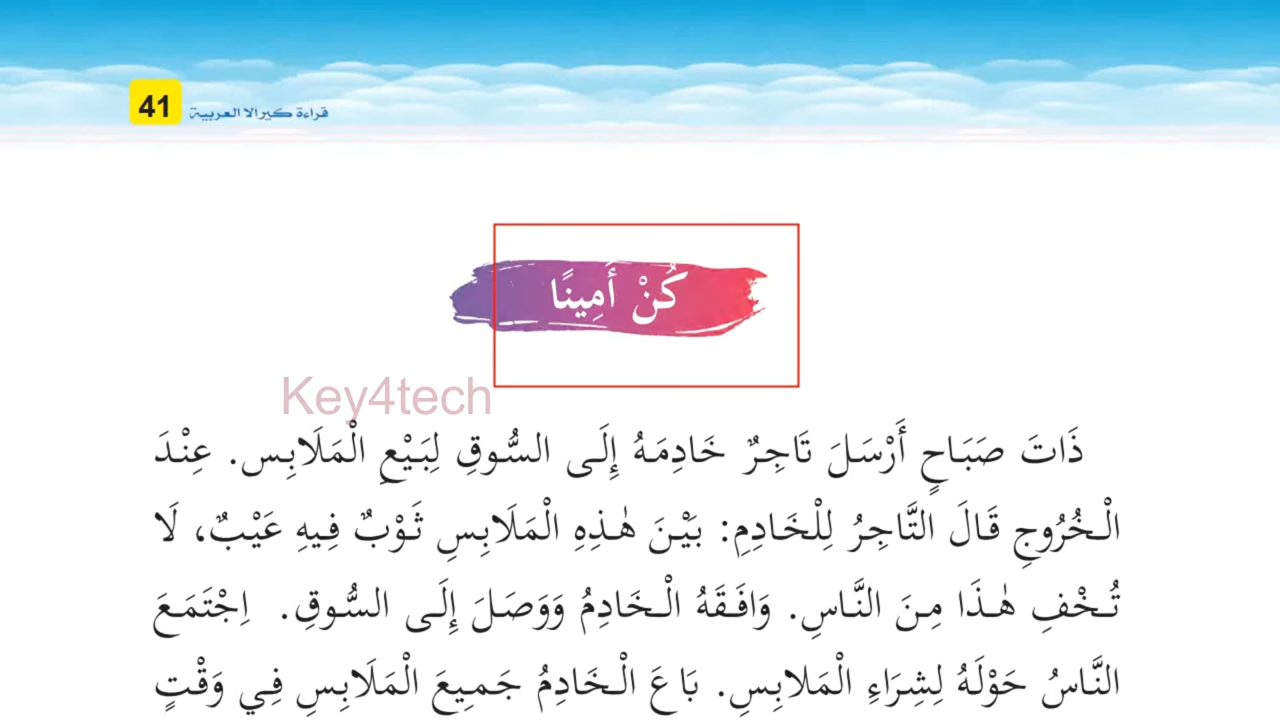 41 قراءة كيرالا العربية
كُنْ أَمِينًا
Key4tech
ذَاتَ صَبَاحٍ أَرْسَلَ تَاجِرٌ خَادِمَهُ إِلَى السُّوقِ لِبَيْعِ الْمَلَابِس. عِنْدَ
الْخُرُوجِ قَالَ التَّاجِرُ لِلْخَادِمِ: بَيْنَ هٰذِهِ الْمَلَابِسِ ثَوْبٌ فِيهِ عَيْبٌ، لَا
تُخْفِ هٰذَا مِنَ النَّاسِ. وَافَقَهُ الْخَادِمُ وَوَصَلَ إِلَى السُّوقِ. اِجْتَمَعَ
النَّاسُ حَوْلَهُ لِشِرَاءِ الْمَلابِسِ. بَاعَ الْخَادِمُ جَمِيعَ الْمَلَابِسِ فِي وَقْتٍ